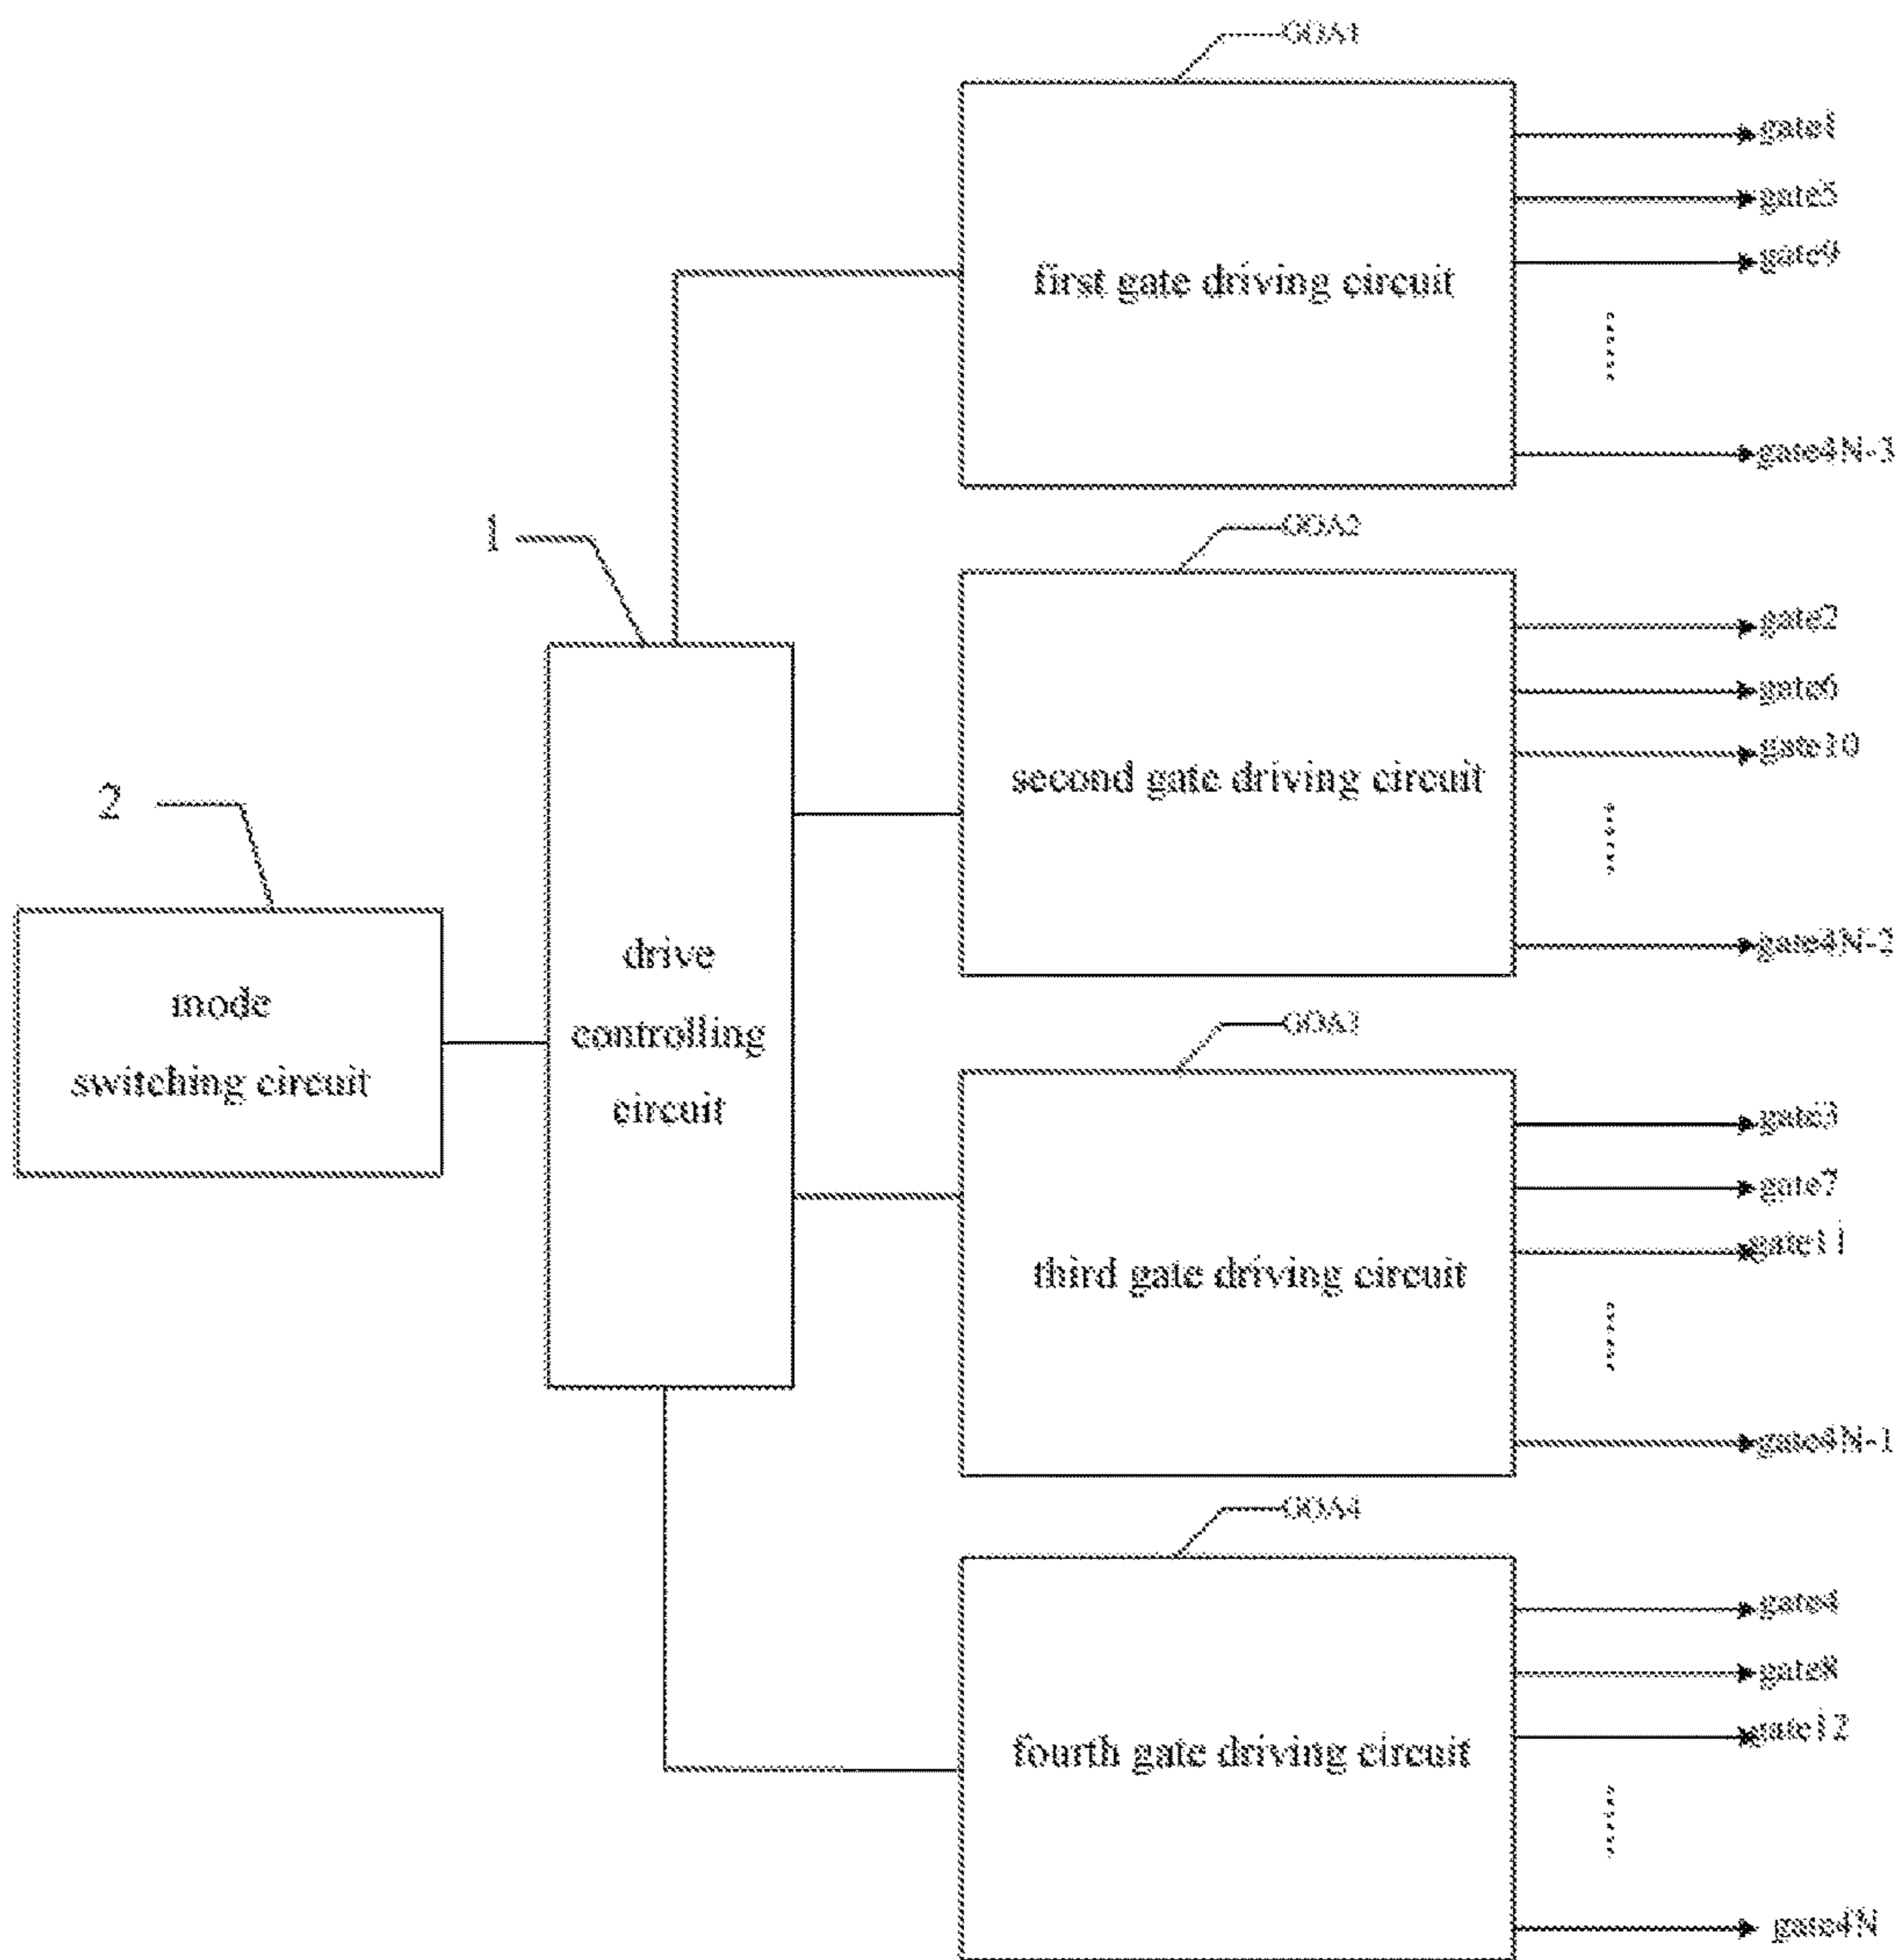 GOA1
gate1
gate5
gate9
first gate driving circuit
gate4N-3
1
GOA2
gate2
gate6
gate10
second gate driving circuit
gate4N-2
2
mode
switching circuit
drive
controlling
circuit
GOA3
gate3
gate7
gate11
third gate driving circuit
gate4N-1
GOA4
gate4
gate8
gate12
fourth gate driving circuit
gate4N